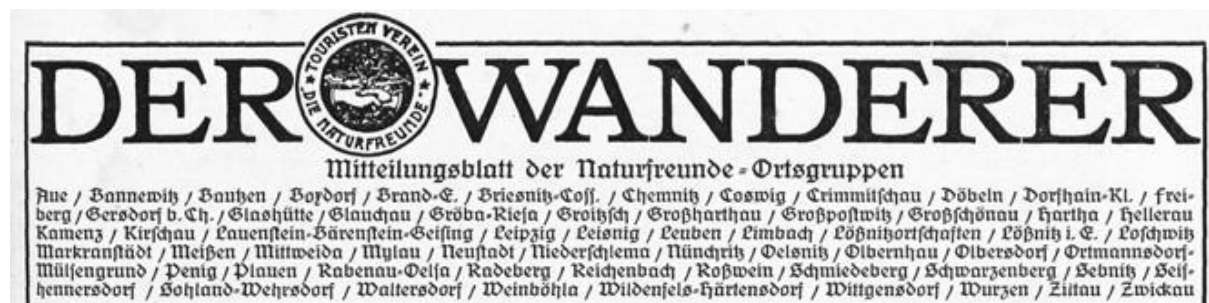 TOURISTEN VEREIN
DIE NATURFREUNDE
DER WANDERER
Mitteilungsblatt der Naturfreunde-Ortsgruppen
Aue / Bannewitz / Bautzen / Bordorf / Brand-E. / Briesnitz-Coss. / Chemnitz / Coswig / Crimmitschau / Döbeln / Dorfhain-Kl. / Frei-
berg / Gersdorf b. Ch. / Glashütte / Glauchau / Gröba-Riesa / Groitzsch / Großharthau / Großpostwitz / Großschönau / Hartha / Hellerau
Kamenz / Kirschau / Lauenstein-Bärenstein-Geising / Leipzig / Leisnig / Leuben / Limbach / Lößnitzortschaften / Lößnitz i. E. / Loschwitz
Markranstädt / Meißen / Mittweida / Mylau / Neustadt / Niederschlema / Nünchritz / Oelsnitz / Olbernhau / Olbersdorf / Ortmannsdorf-
Mülsengrund / Penig / Plauen / Rabenau-Oelsa / Radeberg / Reichenbach / Roßwein / Schmiedeberg / Schwarzenberg / Sebnitz / Seif-
hennersdorf / Sohland-Wehrsdorf / Waltersdorf / Weinböhla / Wildenfels-Härtensdorf / Wittgensdorf / Wurzen / Zittau / Zwickau